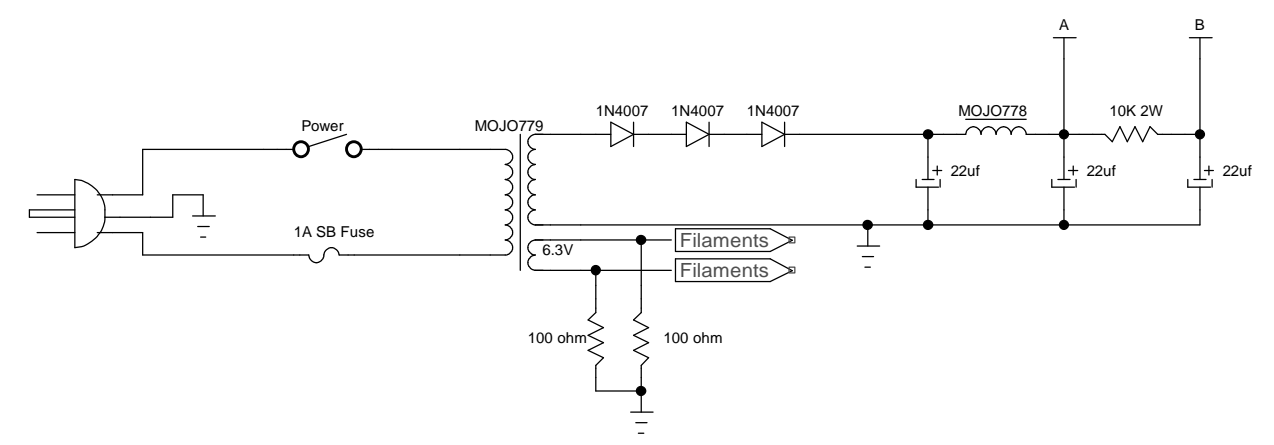 A
B
1N4007
1N4007
1N4007
MOJO778
10K 2W
Power
MOJO779
+
22uf
+
22uf
+
22uf
1A SB Fuse
6.3V
Filaments
Filaments
100 ohm
100 ohm